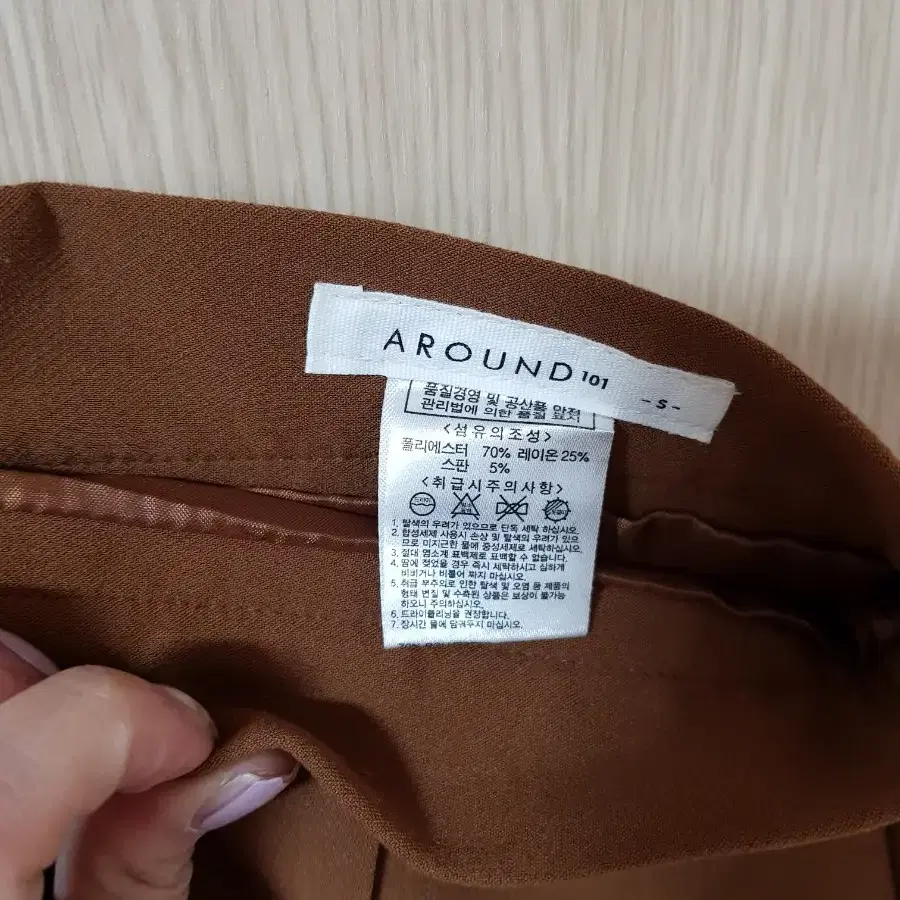 AROUND 101
-S-
품질경영 및 공산품 안전
관리법에 의한 품질 표시
<섬유의조성>
폴리에스터 70% 레이온 25%
스판 5%
<취급시주의사항>
드라이
1. 탈색의 우려가 있으므로 단독 세탁 하십시오.
2. 합성세제 사용시 손상 및 탈색의 우려가 있으
므로 미지근한 물에 중성세제로 세탁하십시오.
3. 절대 염소계 표백제로 표백할 수 없습니다.
4. 땀에 젖었을 경우 즉시 세탁하시고 심하게
비비거나 비틀어 짜지 마십시오.
5. 취급 부주의로 인한 탈색 및 오염 등 제품의
형태 변질 및 수축된 상품은 보상이 불가능
하오니 주의하십시오.
6. 드라이클리닝을 권장합니다.
7. 장시간 물에 담궈두지 마십시오.